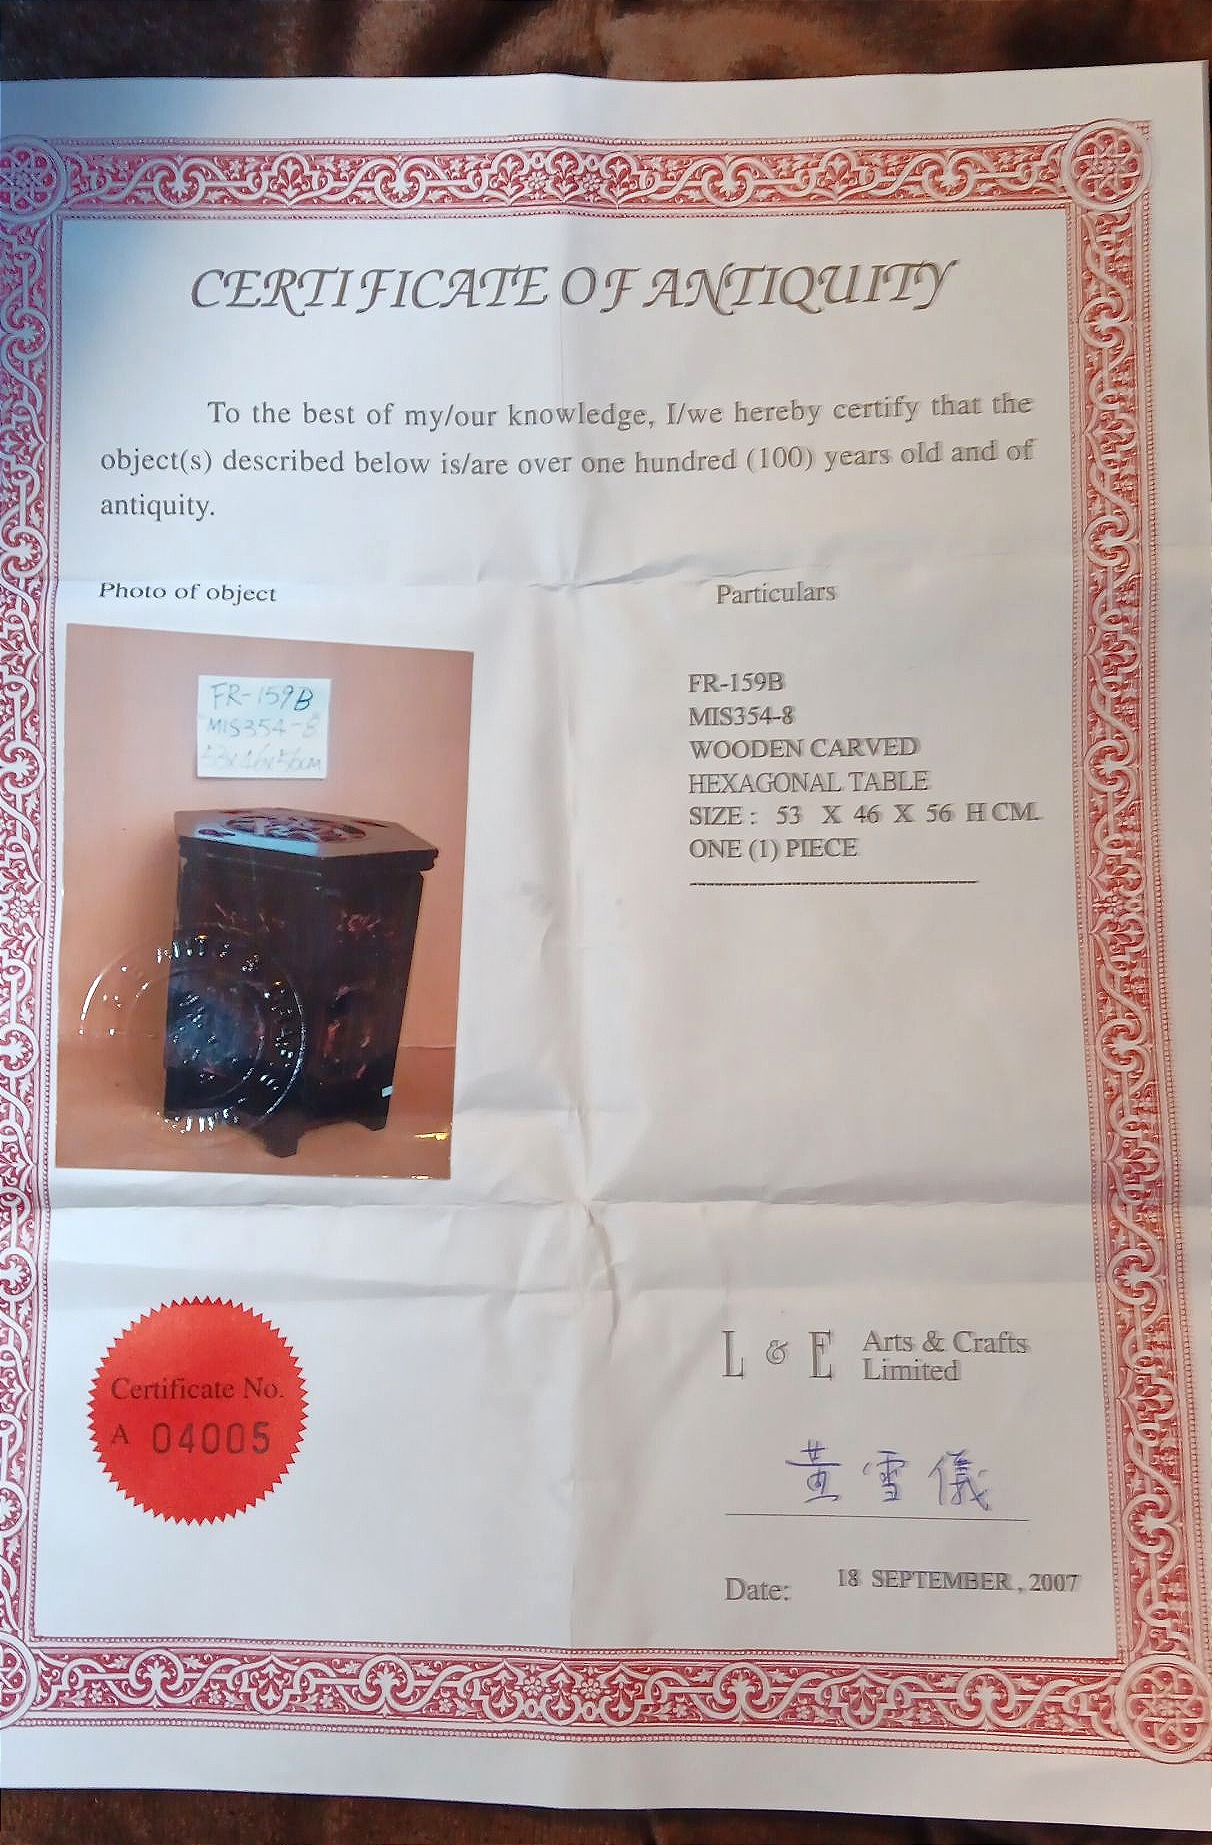 CERTIFICATE OF ANTIQUITY
To the best of my/our knowledge, I/we hereby certify that the
object(s) described below is/are over one hundred (100) years old and of
antiquity.
Photo of object
Particulars
FR-159B
MIS354-8
53x46x56cm
FR-159B
MIS354-8
WOODEN CARVED
HEXAGONAL TABLE
SIZE : 53 X 46 X 56 H CM.
ONE (1) PIECE
Certificate No.
A 04005
L & E Arts & Crafts
Limited
黄雪儀
Date: 18 SEPTEMBER , 2007